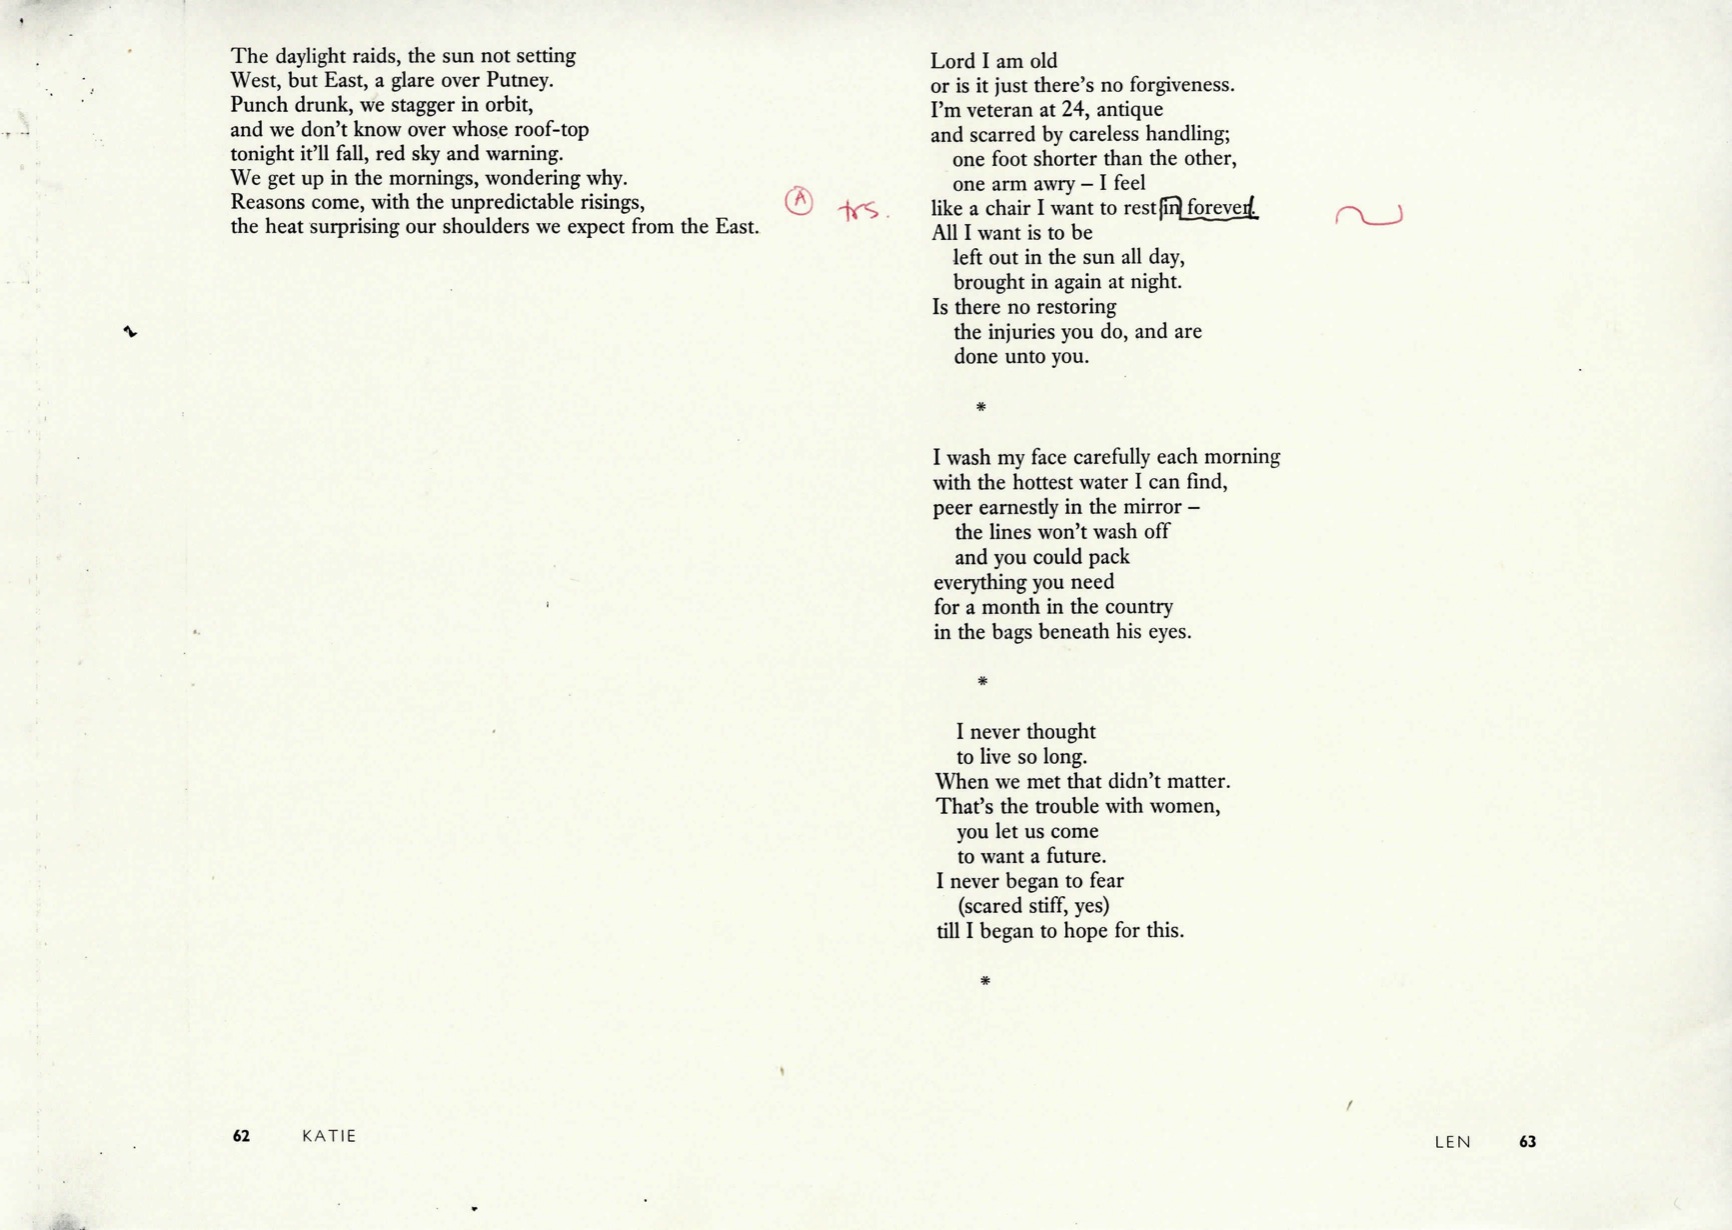 The daylight raids, the sun not setting
West, but East, a glare over Putney.
Punch drunk, we stagger in orbit,
and we don't know over whose roof-top
tonight it'll fall, red sky and warning.
We get up in the mornings, wondering why.
Reasons come, with the unpredictable risings,
the heat surprising our shoulders we expect from the East.
62 KATIE
A trs.
Lord I am old
or is it just there's no forgiveness.
I'm veteran at 24, antique
and scarred by careless handling;
one foot shorter than the other,
one arm awry – I feel
like a chair I want to rest in forever.
All I want is to be
left out in the sun all day,
brought in again at night.
Is there no restoring
the injuries you do, and are
done unto you.
*
I wash my face carefully each morning
with the hottest water I can find,
peer earnestly in the mirror –
the lines won't wash off
and you could pack
everything you need
for a month in the country
in the bags beneath his eyes.
*
I never thought
to live so long.
When we met that didn't matter.
That's the trouble with women,
you let us come
to want a future.
I never began to fear
(scared stiff, yes)
till I began to hope for this.
*
LEN 63